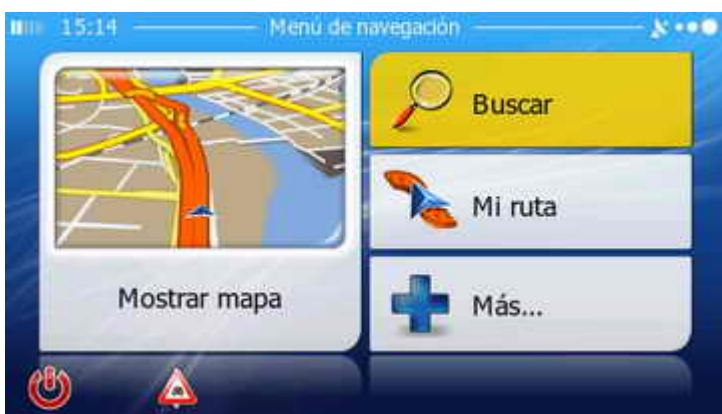 15:14
Menú de navegación
Buscar
Mi ruta
Mostrar mapa
Más...